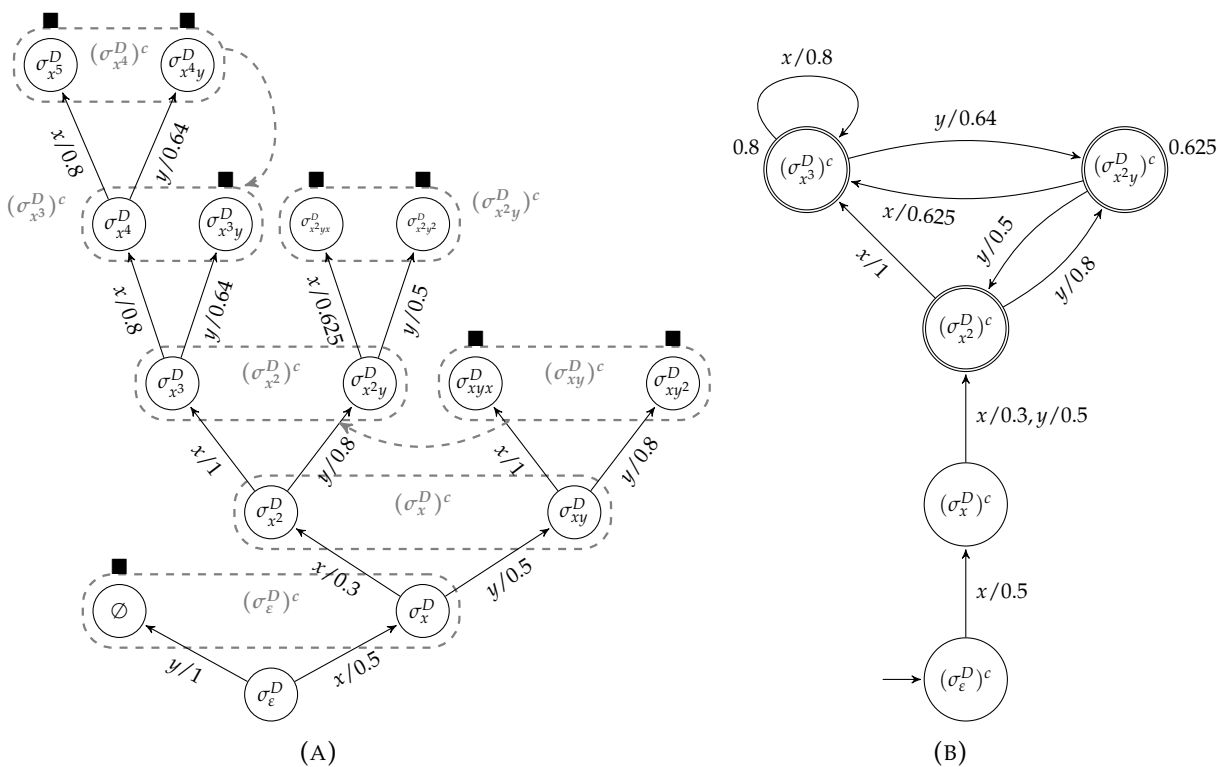 σ^D_{x^5}
(σ^D_{x^4})^c
σ^D_{x^4y}
x/0.8
y/0.64
(σ^D_{x^3})^c
σ^D_{x^4}
σ^D_{x^3y}
σ^D_{x^2yx}
σ^D_{x^2y^2}
(σ^D_{x^2y})^c
x/0.8
y/0.64
x/0.625
y/0.5
σ^D_{x^3}
(σ^D_{x^2})^c
σ^D_{x^2y}
σ^D_{xyx}
(σ^D_{xy})^c
σ^D_{xy^2}
x/1
y/0.8
x/1
y/0.8
σ^D_{x^2}
(σ^D_x)^c
σ^D_{xy}
x/0.3
y/0.5
∅
(σ^D_ε)^c
σ^D_x
y/1
x/0.5
σ^D_ε
(A)
x/0.8
0.8
(σ^D_{x^3})^c
y/0.64
(σ^D_{x^2y})^c
0.625
x/0.625
x/1
y/0.5
y/0.8
(σ^D_{x^2})^c
x/0.3, y/0.5
(σ^D_x)^c
x/0.5
(σ^D_ε)^c
(B)